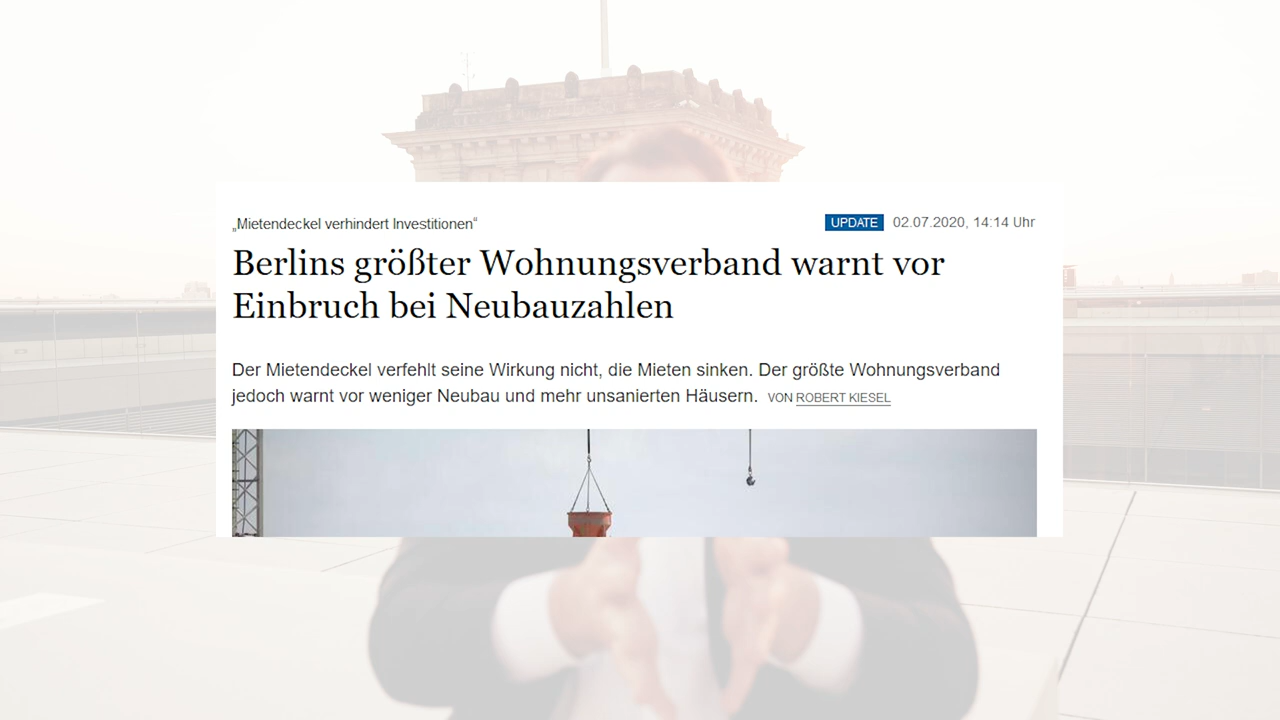 „Mietendeckel verhindert Investitionen“
UPDATE 02.07.2020, 14:14 Uhr
Berlins größter Wohnungsverband warnt vor
Einbruch bei Neubauzahlen
Der Mietendeckel verfehlt seine Wirkung nicht, die Mieten sinken. Der größte Wohnungsverband
jedoch warnt vor weniger Neubau und mehr unsanierten Häusern. VON ROBERT KIESEL